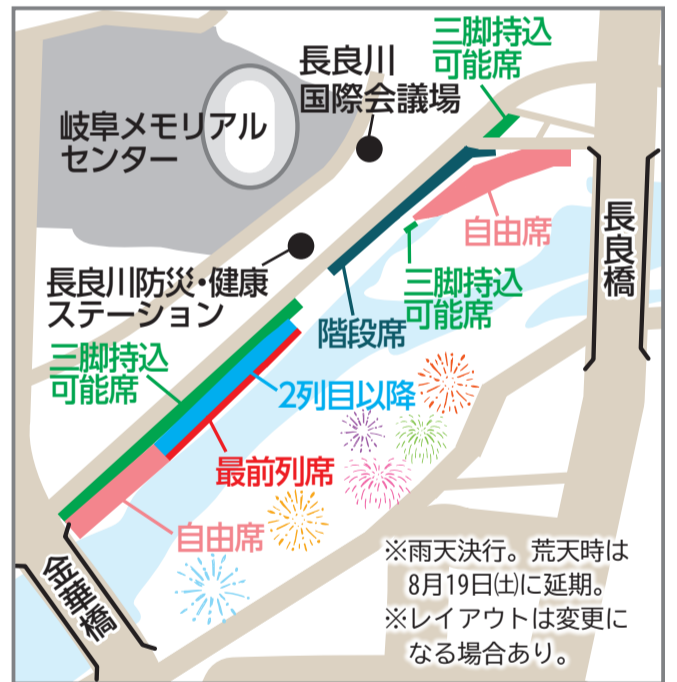 三脚持込
可能席
長良川
国際会議場
岐阜メモリアル
センター
自由席
長良橋
三脚持込
可能席
長良川防災・健康
ステーション
階段席
三脚持込
可能席
2列目以降
最前列席
自由席
金華橋
※雨天決行。荒天時は
8月19日㈯に延期。
※レイアウトは変更に
なる場合あり。